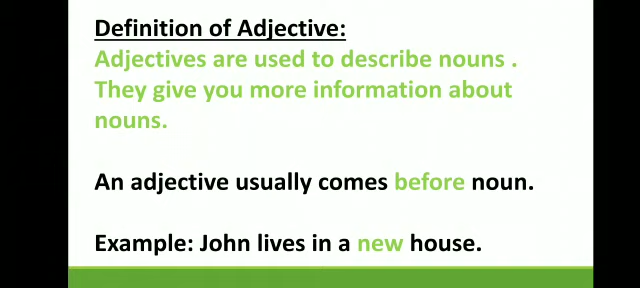 Definition of Adjective:
Adjectives are used to describe nouns .
They give you more information about
nouns.
An adjective usually comes before noun.
Example: John lives in a new house.